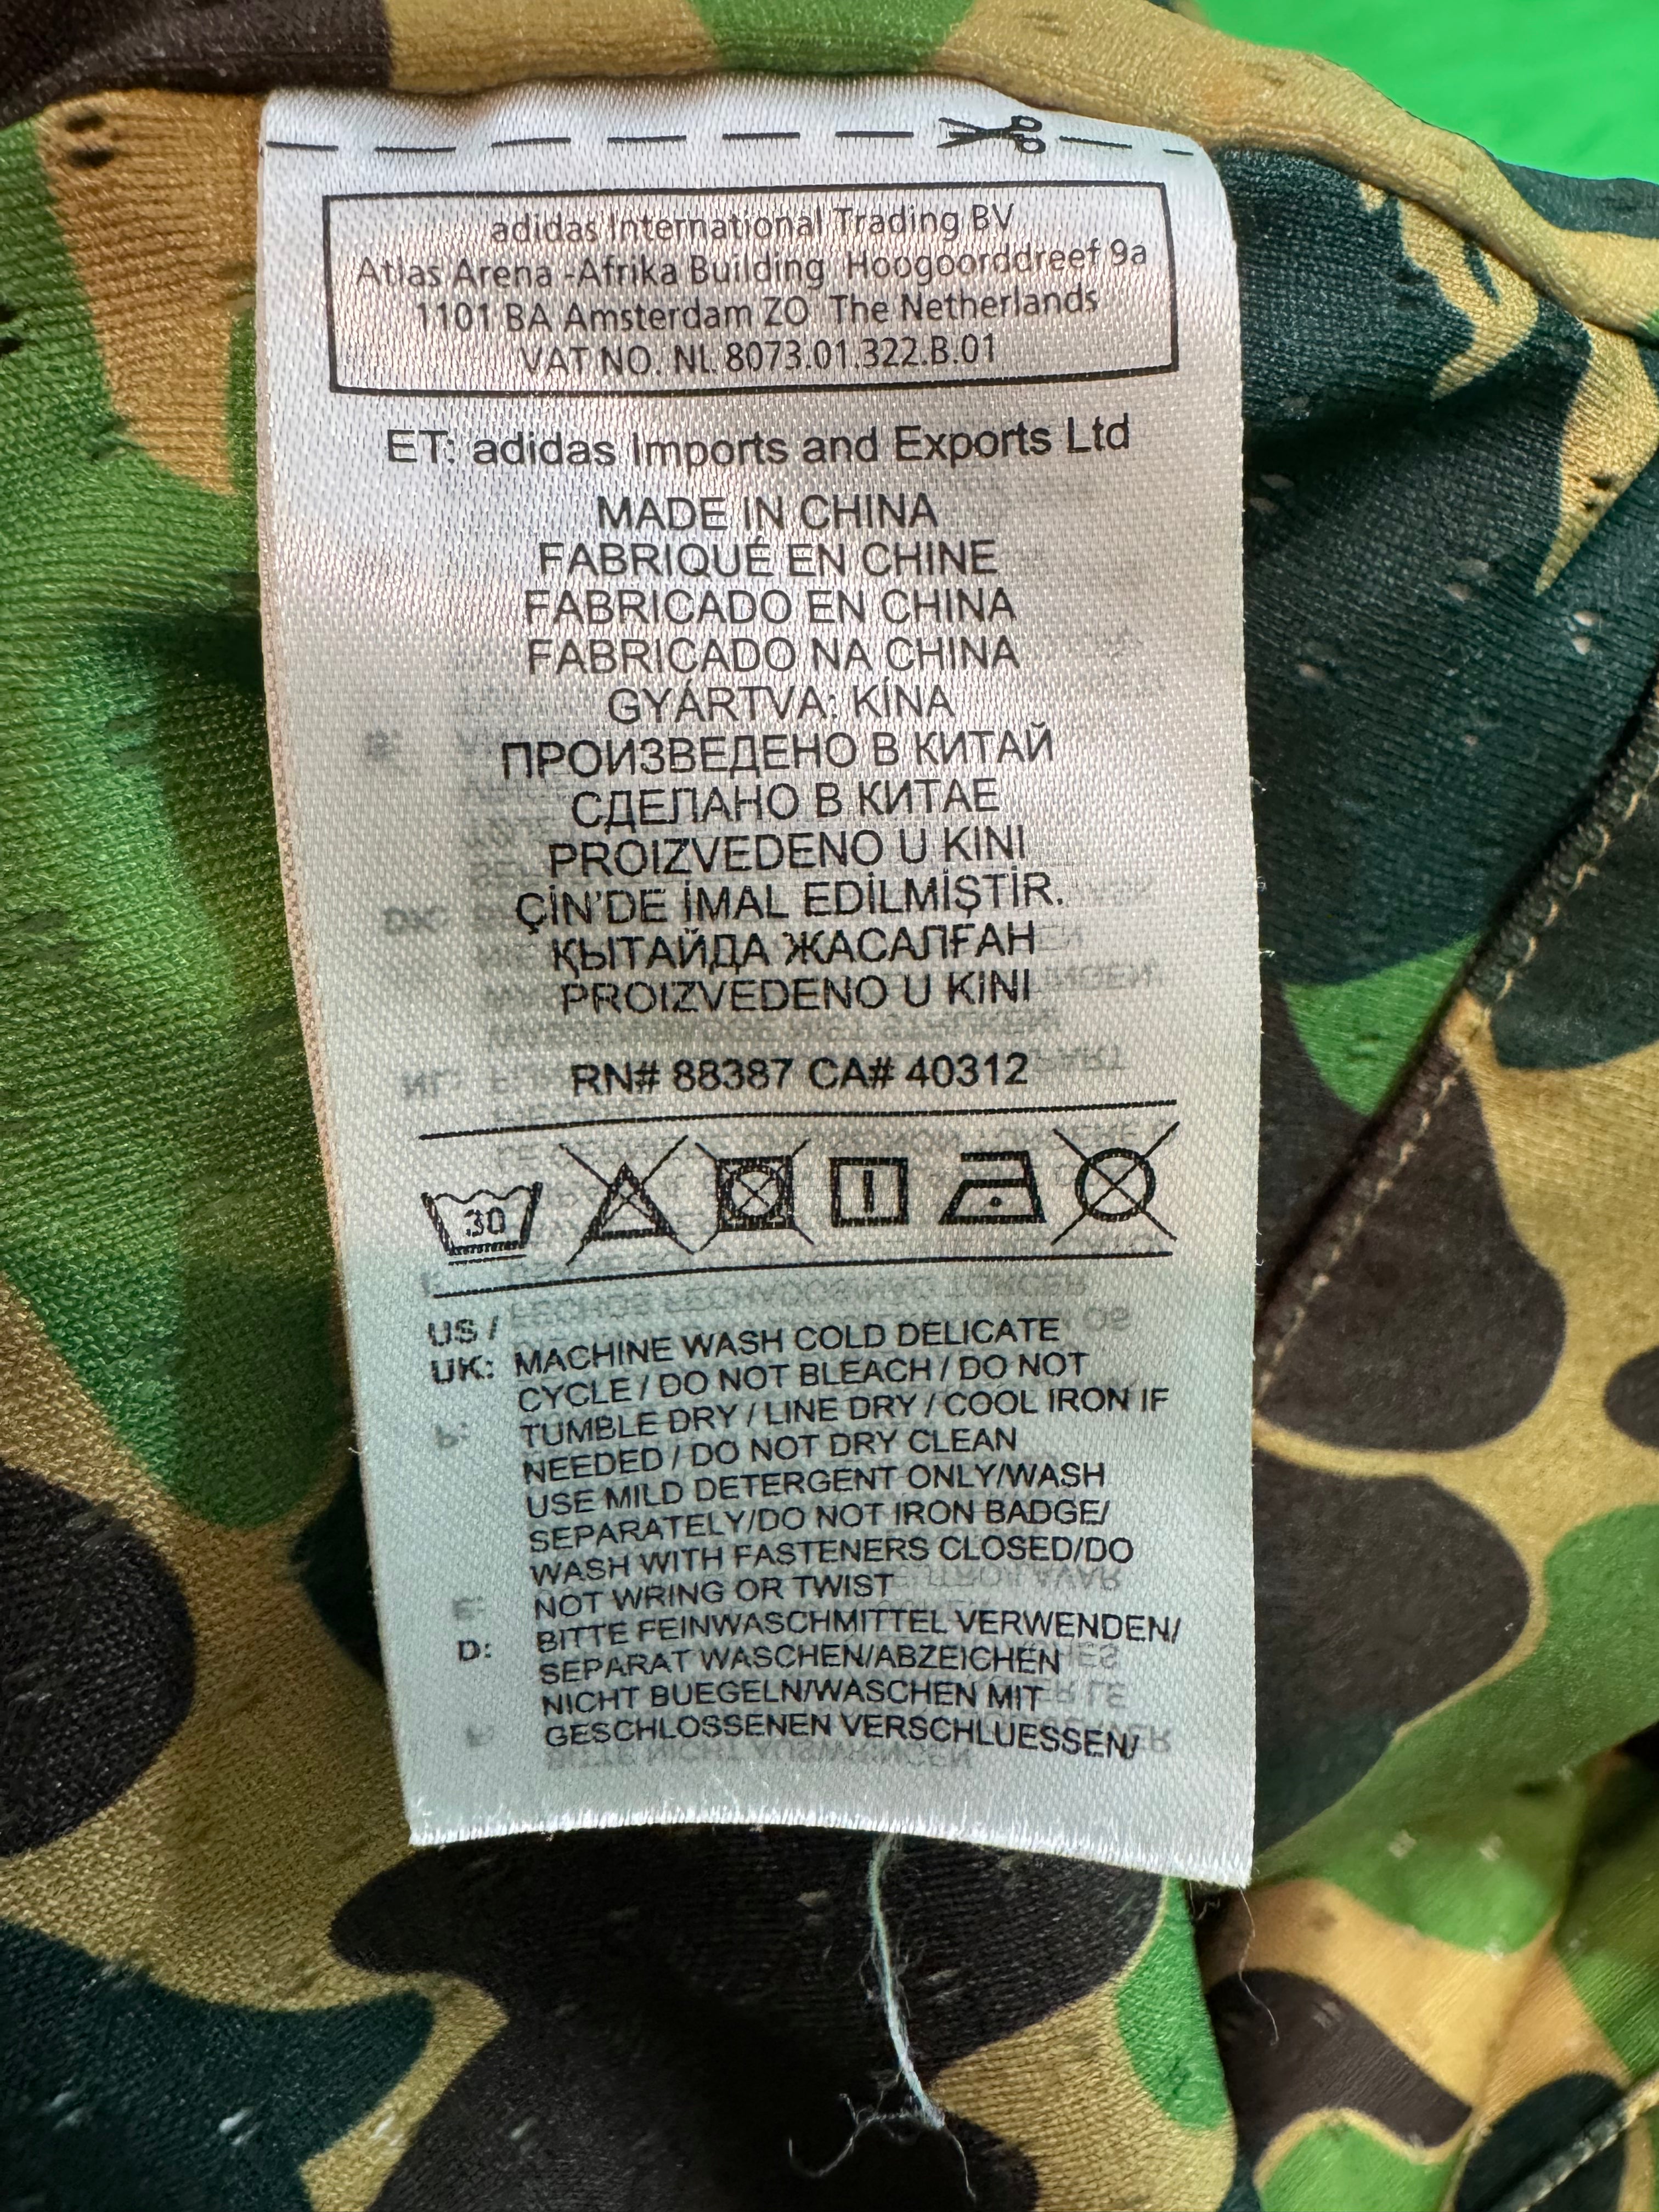 adidas International Trading BV
Atlas Arena -Afrika Building Hoogoorddreef 9a
1101 BA Amsterdam ZO The Netherlands
VAT NO. NL 8073.01.322.B.01
ET: adidas Imports and Exports Ltd
MADE IN CHINA
FABRIQUÉ EN CHINE
FABRICADO EN CHINA
FABRICADO NA CHINA
GYÁRTVA: KÍNA
ПРОИЗВЕДЕНО В КИТАЙ
СДЕЛАНО В КИТАЕ
PROIZVEDENO U KINI
ÇİN'DE İMAL EDİLMİŞTİR.
ҚЫТАЙДА ЖАСАЛҒАН
PROIZVEDENO U KINI
RN# 88387 CA# 40312
30
US /
UK: MACHINE WASH COLD DELICATE
CYCLE / DO NOT BLEACH / DO NOT
TUMBLE DRY / LINE DRY / COOL IRON IF
NEEDED / DO NOT DRY CLEAN
USE MILD DETERGENT ONLY/WASH
SEPARATELY/DO NOT IRON BADGE/
WASH WITH FASTENERS CLOSED/DO
NOT WRING OR TWIST
D: BITTE FEINWASCHMITTEL VERWENDEN/
SEPARAT WASCHEN/ABZEICHEN
NICHT BUEGELN/WASCHEN MIT
GESCHLOSSENEN VERSCHLUESSEN/